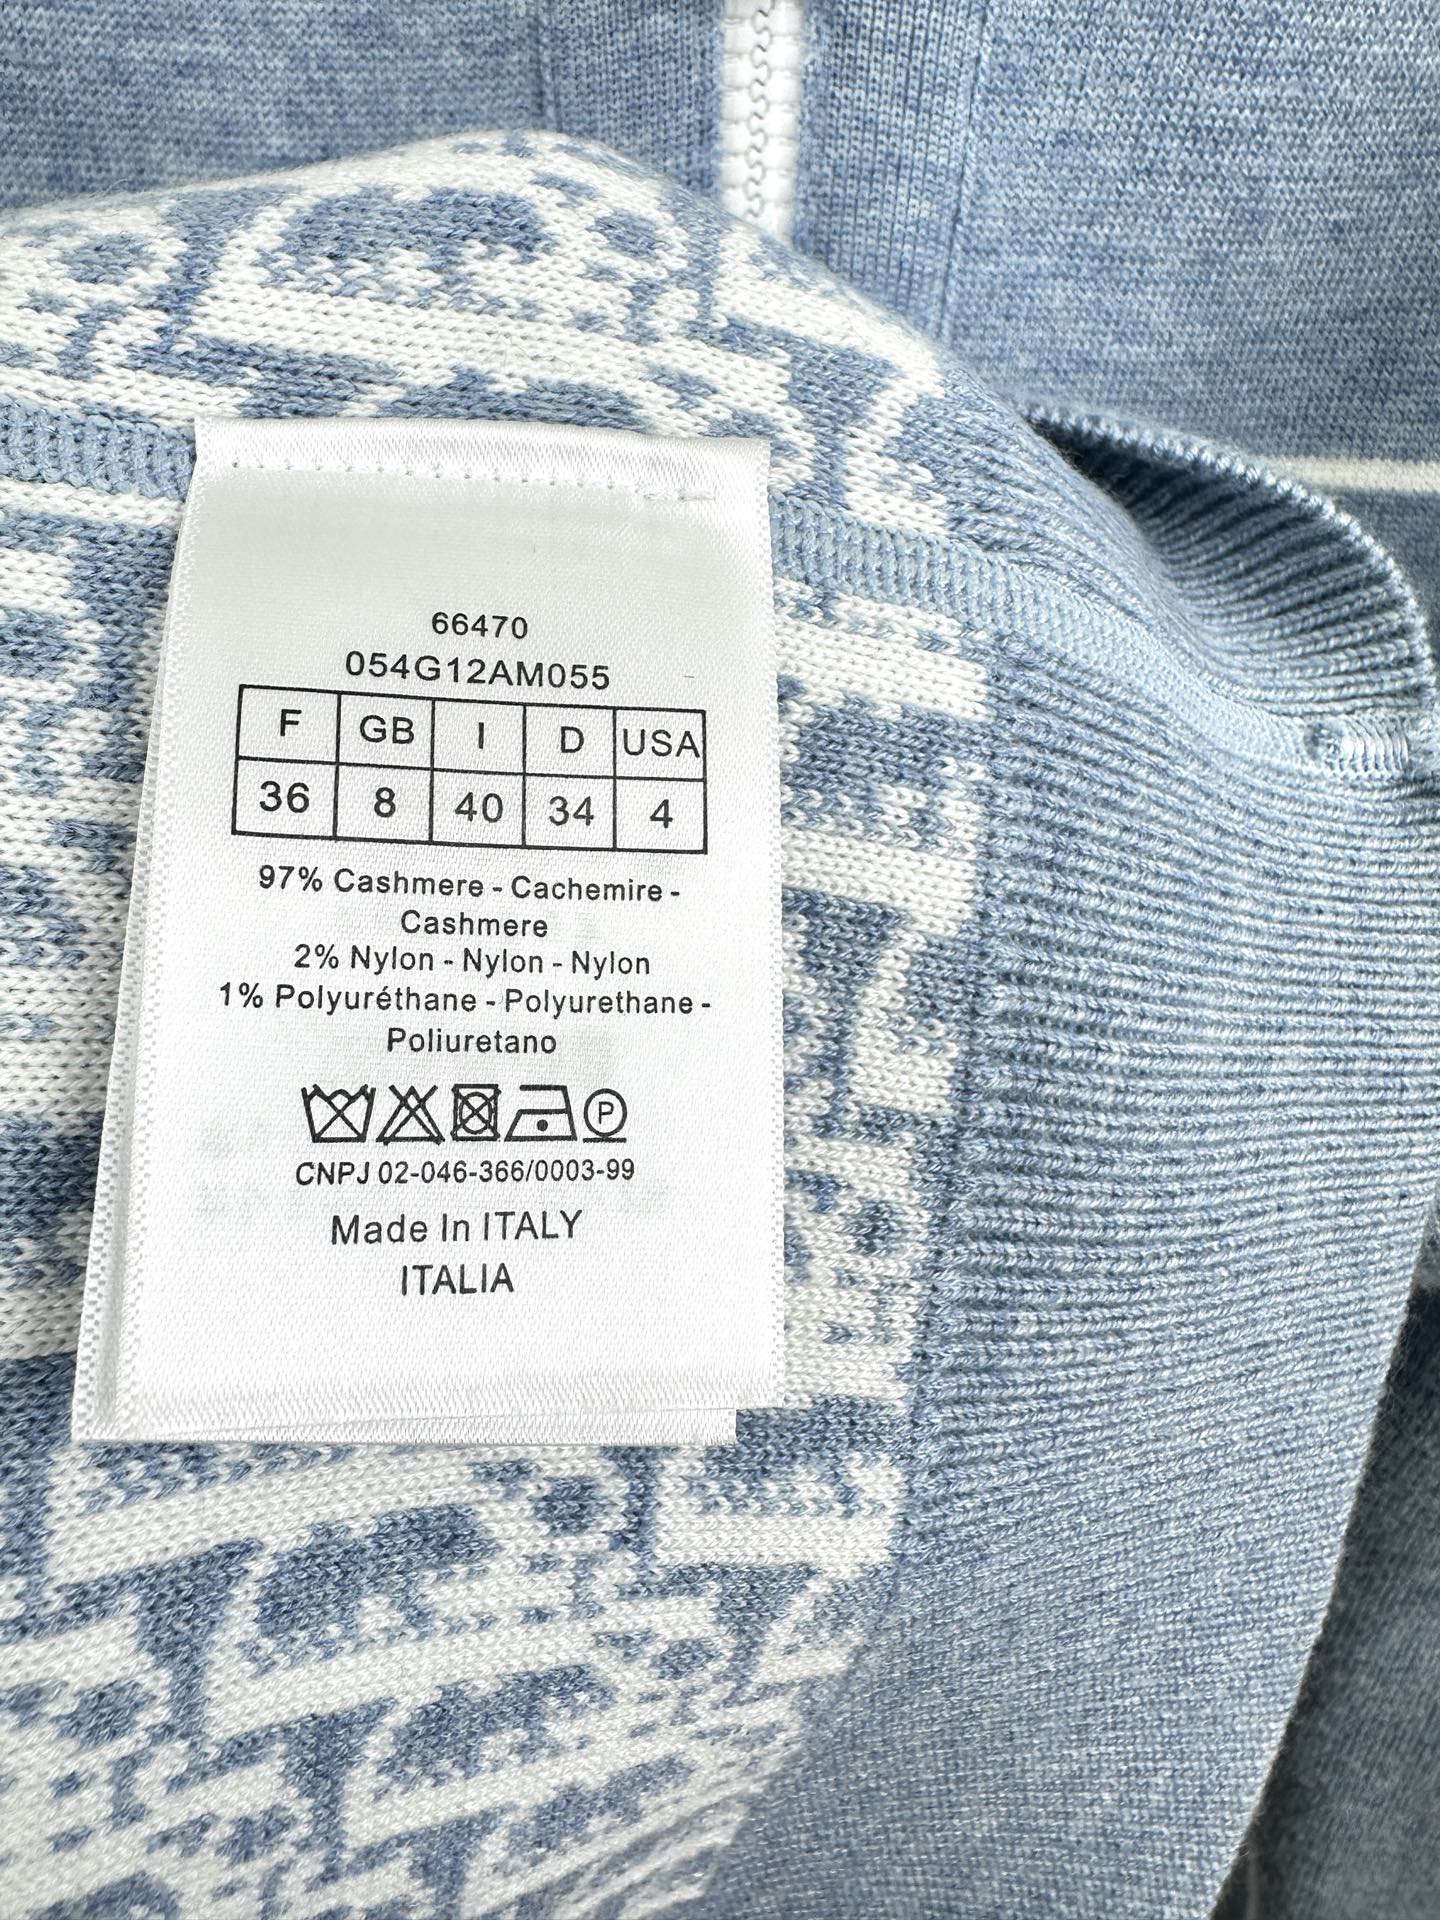 66470
054G12AM055
F GB I D USA
36 8 40 34 4
97% Cashmere - Cachemire -
Cashmere
2% Nylon - Nylon - Nylon
1% Polyuréthane - Polyurethane -
Poliuretano
P
CNPJ 02-046-366/0003-99
Made In ITALY
ITALIA